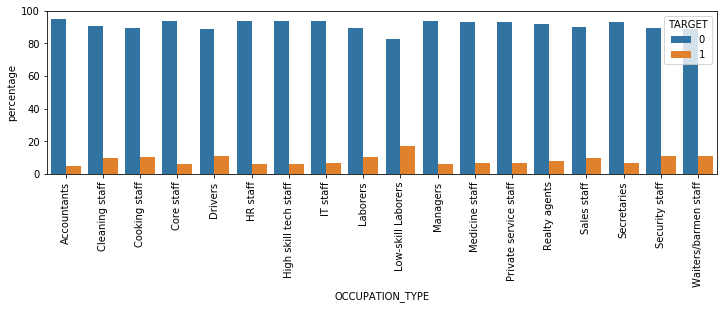 100
80
60
40
20
0
percentage
TARGET
0
1
Accountants
Cleaning staff
Cooking staff
Core staff
Drivers
HR staff
High skill tech staff
IT staff
Laborers
Low-skill Laborers
Managers
Medicine staff
Private service staff
Realty agents
Sales staff
Secretaries
Security staff
Waiters/barmen staff
OCCUPATION_TYPE